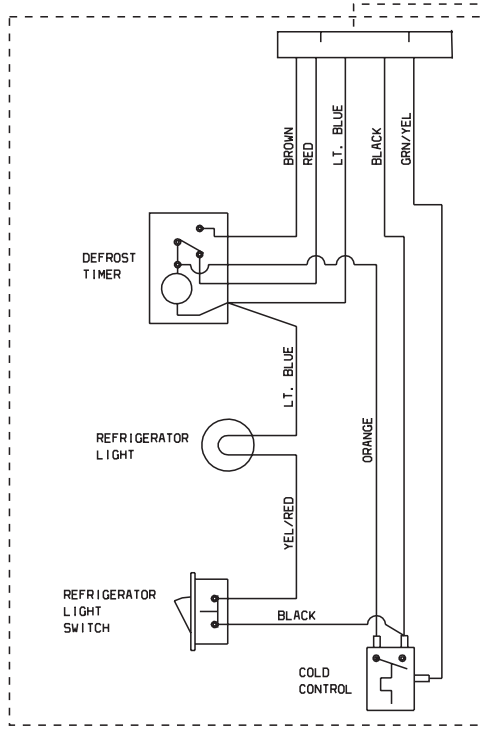 BROWN
RED
LT. BLUE
BLACK
GRN/YEL
DEFROST
TIMER
LT. BLUE
REFRIGERATOR
LIGHT
ORANGE
YEL/RED
REFRIGERATOR
LIGHT
SWITCH
BLACK
COLD
CONTROL